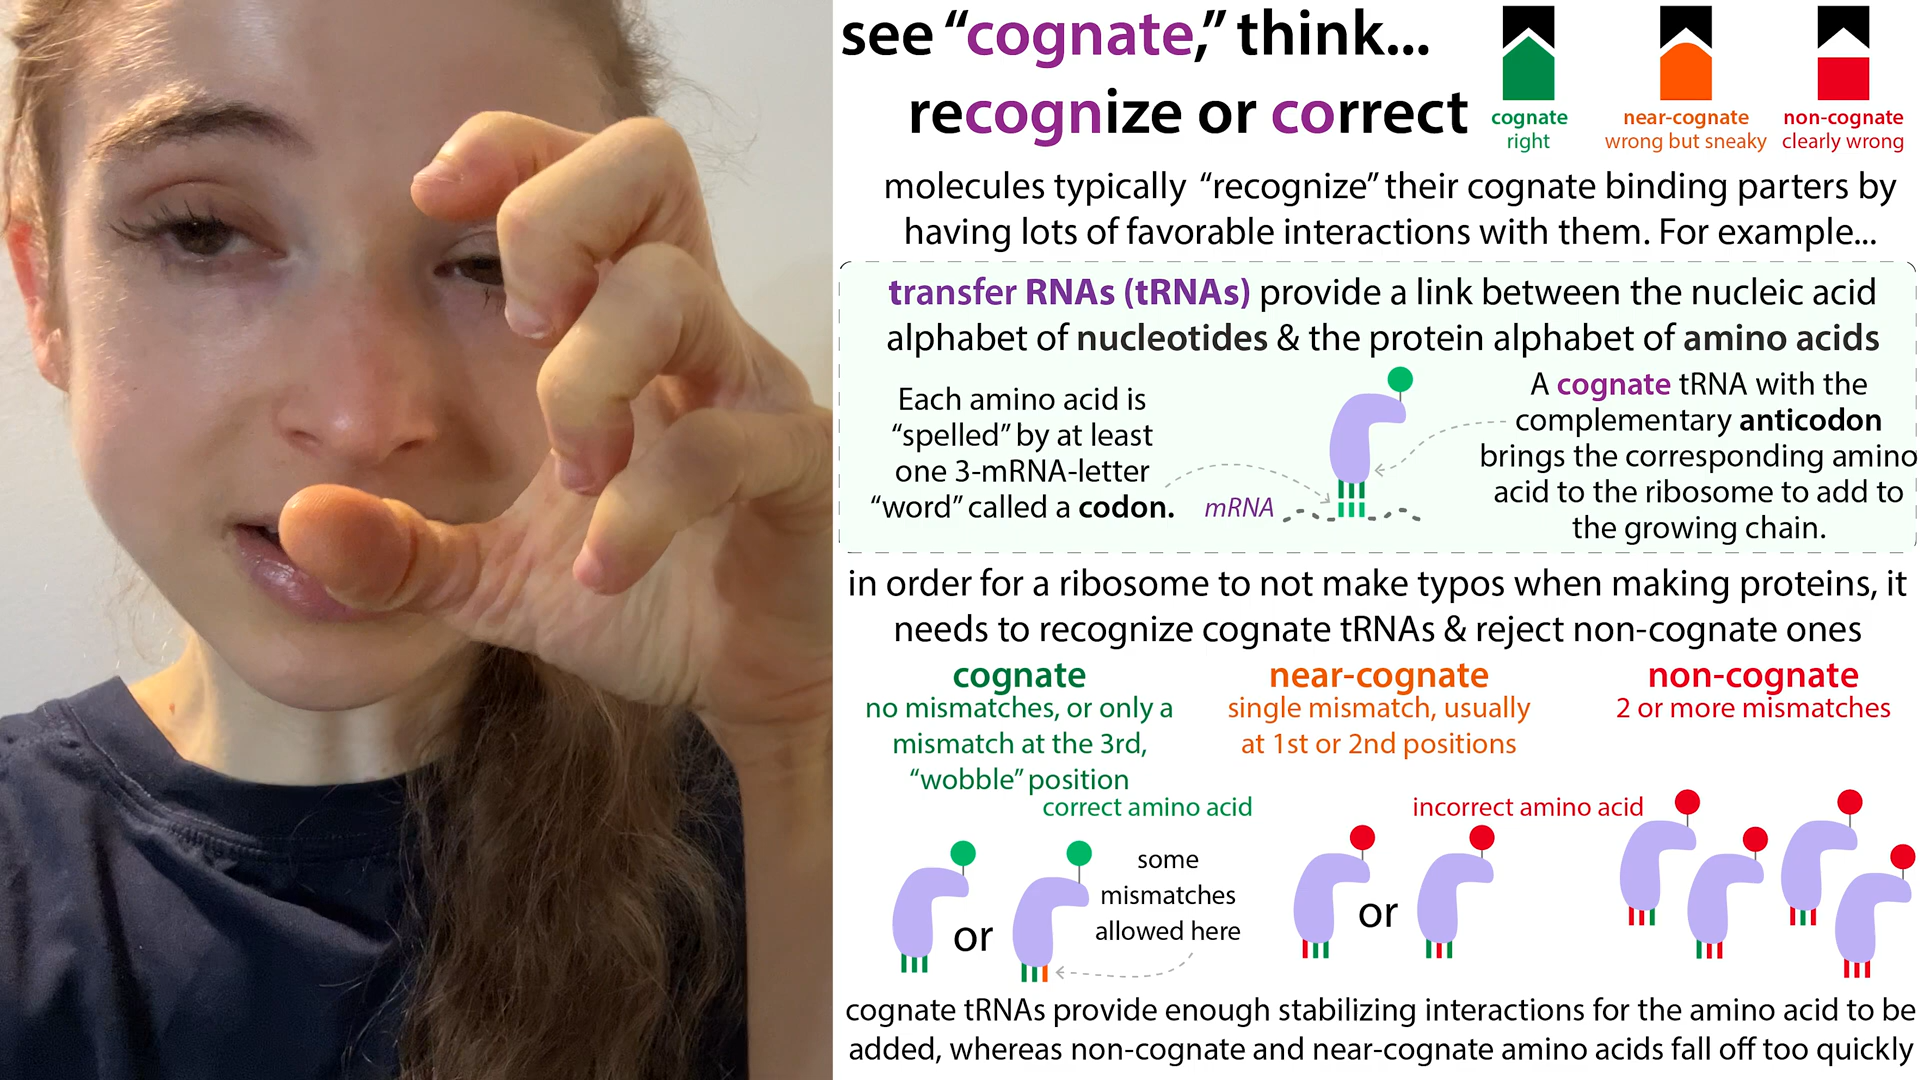 see “cognate,” think...
recognize or correct
cognate
right
near-cognate
wrong but sneaky
non-cognate
clearly wrong
molecules typically “recognize” their cognate binding parters by
having lots of favorable interactions with them. For example...
transfer RNAs (tRNAs) provide a link between the nucleic acid
alphabet of nucleotides & the protein alphabet of amino acids
Each amino acid is
“spelled” by at least
one 3-mRNA-letter
“word” called a codon.
mRNA
A cognate tRNA with the
complementary anticodon
brings the corresponding amino
acid to the ribosome to add to
the growing chain.
in order for a ribosome to not make typos when making proteins, it
needs to recognize cognate tRNAs & reject non-cognate ones
cognate
no mismatches, or only a
mismatch at the 3rd,
“wobble” position
near-cognate
single mismatch, usually
at 1st or 2nd positions
non-cognate
2 or more mismatches
correct amino acid
or
some
mismatches
allowed here
incorrect amino acid
or
cognate tRNAs provide enough stabilizing interactions for the amino acid to be
added, whereas non-cognate and near-cognate amino acids fall off too quickly